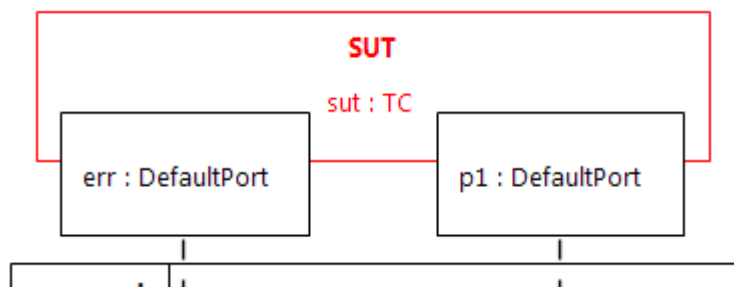 SUT
sut : TC
err : DefaultPort
p1 : DefaultPort